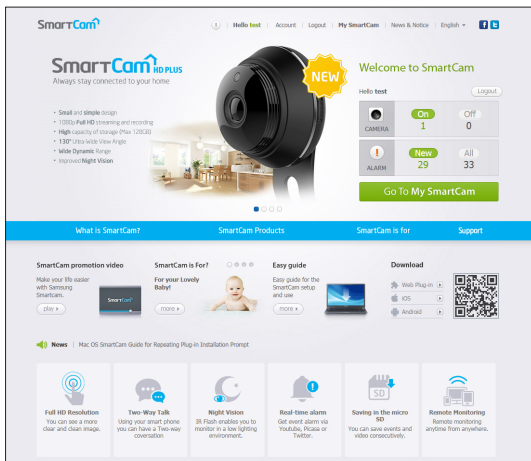 SmartCam
! Hello test Account Logout My SmartCam News & Notice English
SmartCam HD PLUS
Always stay connected to your home
NEW
• Small and simple design
• 1080p Full HD streaming and recording
• High capacity of storage (Max 128GB)
• 130° Ultra-Wide View Angle
• Wide Dynamic Range
• Improved Night Vision
Welcome to SmartCam
Hello test Logout
CAMERA On 1 Off 0
ALARM New 29 All 33
Go To My SmartCam
What is SmartCam? SmartCam Products SmartCam is for Support
SmartCam promotion video
Make your life easier
with Samsung
Smartcam.
play
SmartCam
SmartCam is For?
For your Lovely
Baby!
more
Easy guide
Easy guide for the
SmartCam setup
and use
more
Download
Web Plug-in
iOS
Android
News Mac OS SmartCam Guide for Repeating Plug-in Installation Prompt
Full HD Resolution
You can see a more
clear and clean image.
Two-Way Talk
Using your smart phone
you can have a Two-way
coversation
Night Vision
IR Flash enables you to
monitor in a low lighting
environment.
Real-time alarm
Get event alarm via
Youtube, Picase or
Twitter.
SD
Saving in the micro
SD
You can save events and
video consecutively.
Remote Monitoring
Remote monitoring
anytime from anywhere.